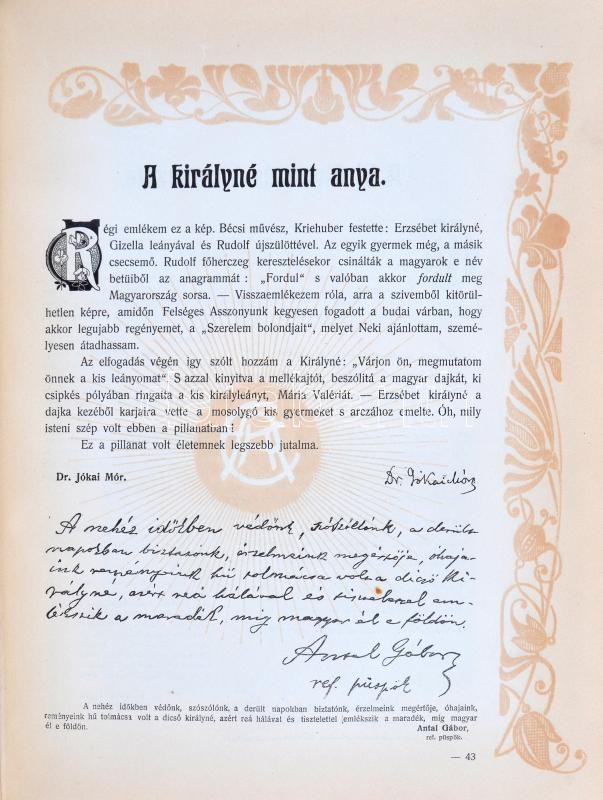 A királyné mint anya.
Régi emlékem ez a kép. Bécsi művész, Kriehuber festette: Erzsébet királyné,
Gizella leányával és Rudolf újszülöttével. Az egyik gyermek még, a másik
csecsemő. Rudolf főherczeg keresztelésekor csinálták a magyarok e név
betüiből az anagrammát: „Fordul“ s valóban akkor fordult meg
Magyarország sorsa. — Visszaemlékezem róla, arra a szivemből kitörül-
hetlen képre, amidőn Felséges Asszonyunk kegyesen fogadott a budai várban, hogy
akkor legujabb regényemet, a „Szerelem bolondjait“, melyet Neki ajánlottam, szemé-
lyesen átadhassam.
Az elfogadás végén igy szólt hozzám a Királyné: „Várjon ön, megmutatom
önnek a kis leányomat“. S azzal kinyitva a mellékajtót, beszólitá a magyar dajkát, ki
csipkés pólyában ringatta a kis királyleányt, Mária Valériát. — Erzsébet királyné a
dajka kezéből karjaira vette a mosolygó kis gyermeket s arczához emelte. Óh, mily
isteni szép volt ebben a pillanatban!
Ez a pillanat volt életemnek legszebb jutalma.
Dr. Jókai Mór.
Dr. Jókai Mór
A nehéz időkben védőnk, szószólónk, a derült
napokban biztatónk, érzelmeink megértője, óhaja-
ink reményeink hű tolmácsa volt a dicső ki-
rályné, azért reá hálával és tisztelettel em-
lékszik a maradék, mig magyar él e földön.
Antal Gábor
ref. püspök
A nehéz időkben védőnk, szószólónk, a derült napokban biztatónk, érzelmeink megértője, óhajaink,
reményeink hű tolmácsa volt a dicső királyné, azért reá hálával és tisztelettel jemlékszik a maradék, mig magyar
él e földön.
Antal Gábor,
ref. püspök.
— 43